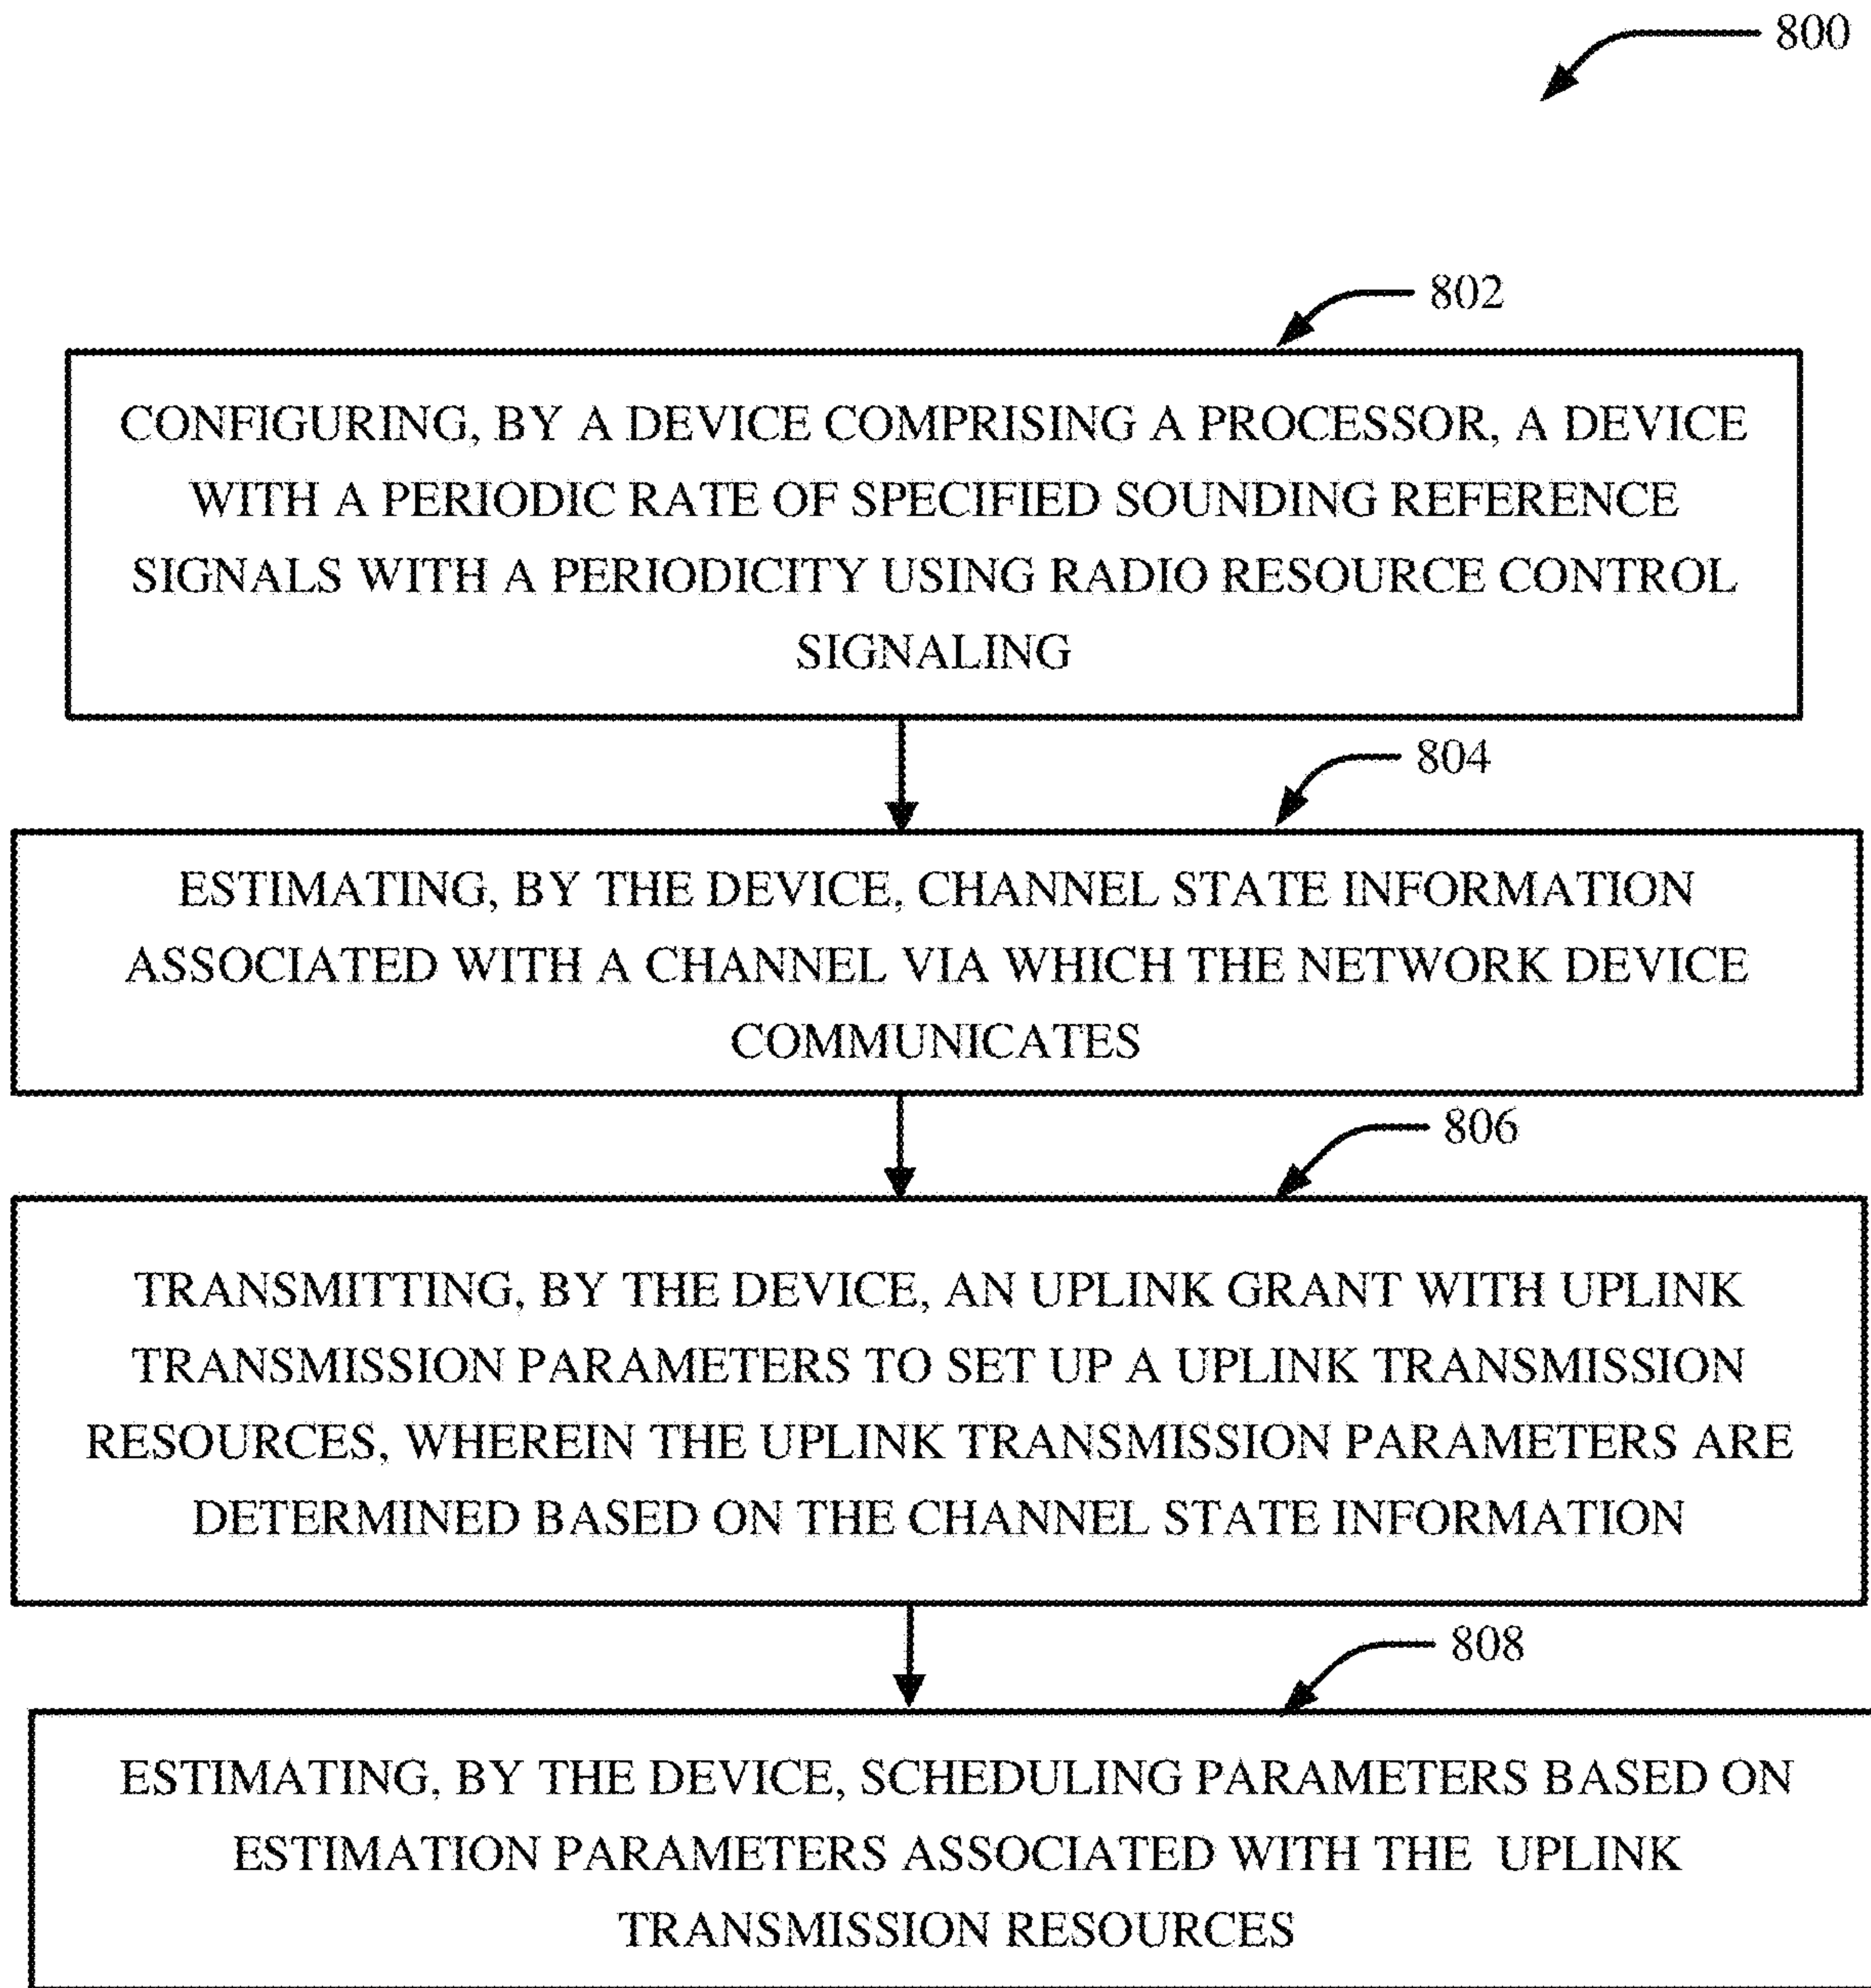 800
802
CONFIGURING, BY A DEVICE COMPRISING A PROCESSOR, A DEVICE
WITH A PERIODIC RATE OF SPECIFIED SOUNDING REFERENCE
SIGNALS WITH A PERIODICITY USING RADIO RESOURCE CONTROL
SIGNALING
804
ESTIMATING, BY THE DEVICE, CHANNEL STATE INFORMATION
ASSOCIATED WITH A CHANNEL VIA WHICH THE NETWORK DEVICE
COMMUNICATES
806
TRANSMITTING, BY THE DEVICE, AN UPLINK GRANT WITH UPLINK
TRANSMISSION PARAMETERS TO SET UP A UPLINK TRANSMISSION
RESOURCES, WHEREIN THE UPLINK TRANSMISSION PARAMETERS ARE
DETERMINED BASED ON THE CHANNEL STATE INFORMATION
808
ESTIMATING, BY THE DEVICE, SCHEDULING PARAMETERS BASED ON
ESTIMATION PARAMETERS ASSOCIATED WITH THE UPLINK
TRANSMISSION RESOURCES